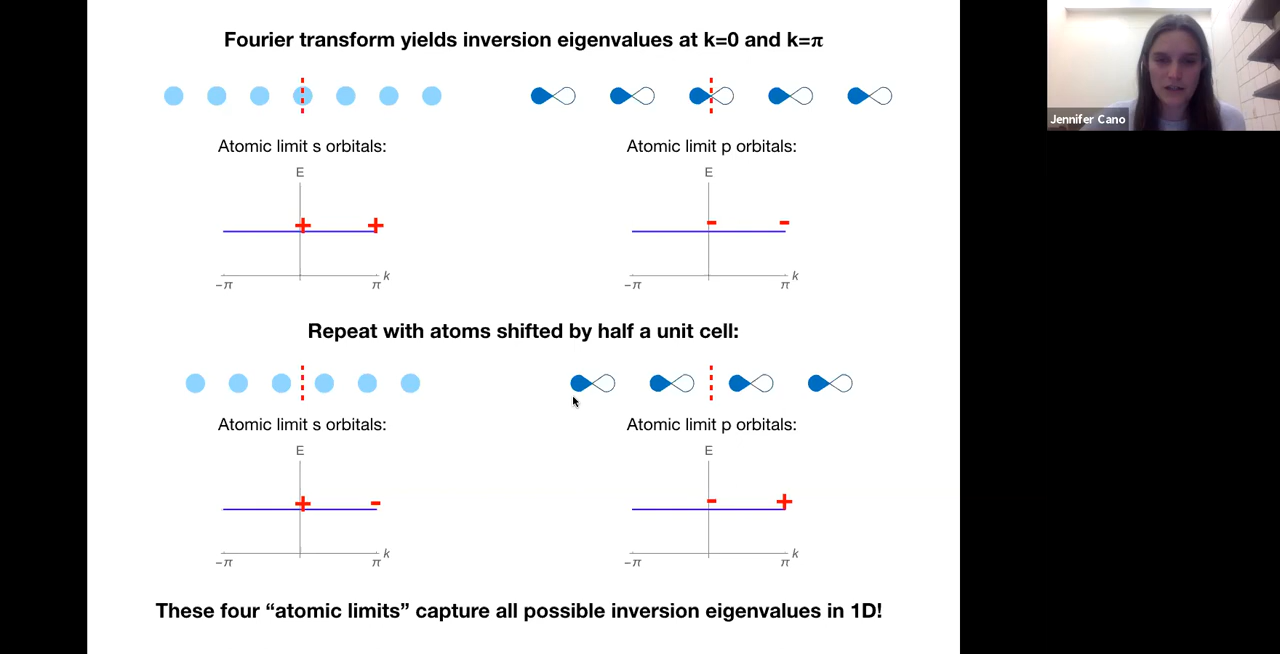 Fourier transform yields inversion eigenvalues at k=0 and k=π
Jennifer Cano
Atomic limit s orbitals:
Atomic limit p orbitals:
E
E
+ +
- -
k
k
−π π
−π π
Repeat with atoms shifted by half a unit cell:
Atomic limit s orbitals:
Atomic limit p orbitals:
E
E
+ -
- +
k
k
−π π
−π π
These four “atomic limits” capture all possible inversion eigenvalues in 1D!